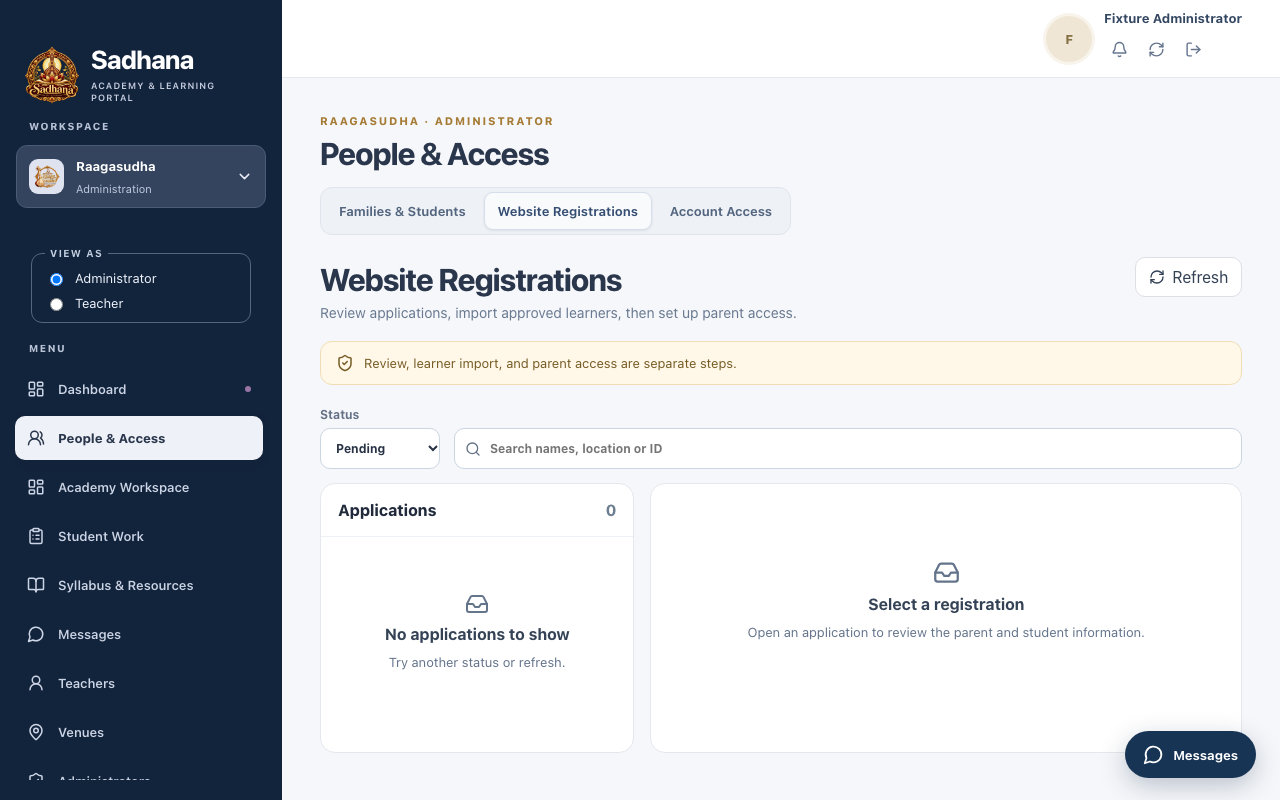 Sadhana
Sadhana
ACADEMY & LEARNING
PORTAL
WORKSPACE
Raagasudha
Administration
VIEW AS
Administrator
Teacher
MENU
Dashboard
People & Access
Academy Workspace
Student Work
Syllabus & Resources
Messages
Teachers
Venues
Administrators
F
Fixture Administrator
RAAGASUDHA · ADMINISTRATOR
People & Access
Families & Students
Website Registrations
Account Access
Website Registrations
Refresh
Review applications, import approved learners, then set up parent access.
Review, learner import, and parent access are separate steps.
Status
Pending
Search names, location or ID
Applications
0
No applications to show
Try another status or refresh.
Select a registration
Open an application to review the parent and student information.
Messages